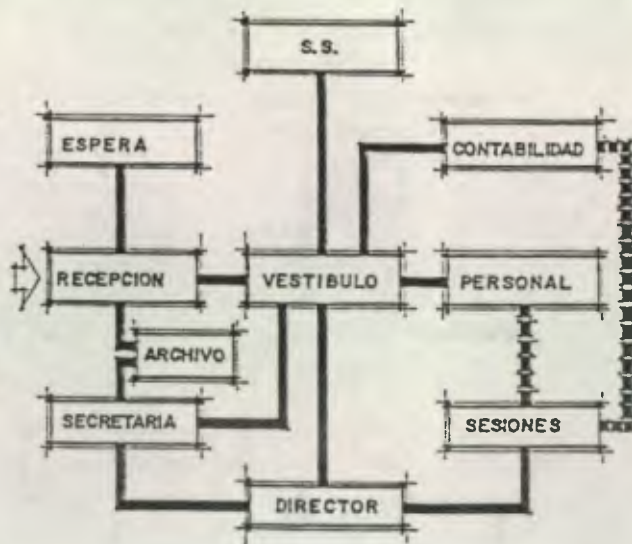 S.S.
ESPERA
CONTABILIDAD
RECEPCION
VESTIBULO
PERSONAL
ARCHIVO
SECRETARIA
SESIONES
DIRECTOR